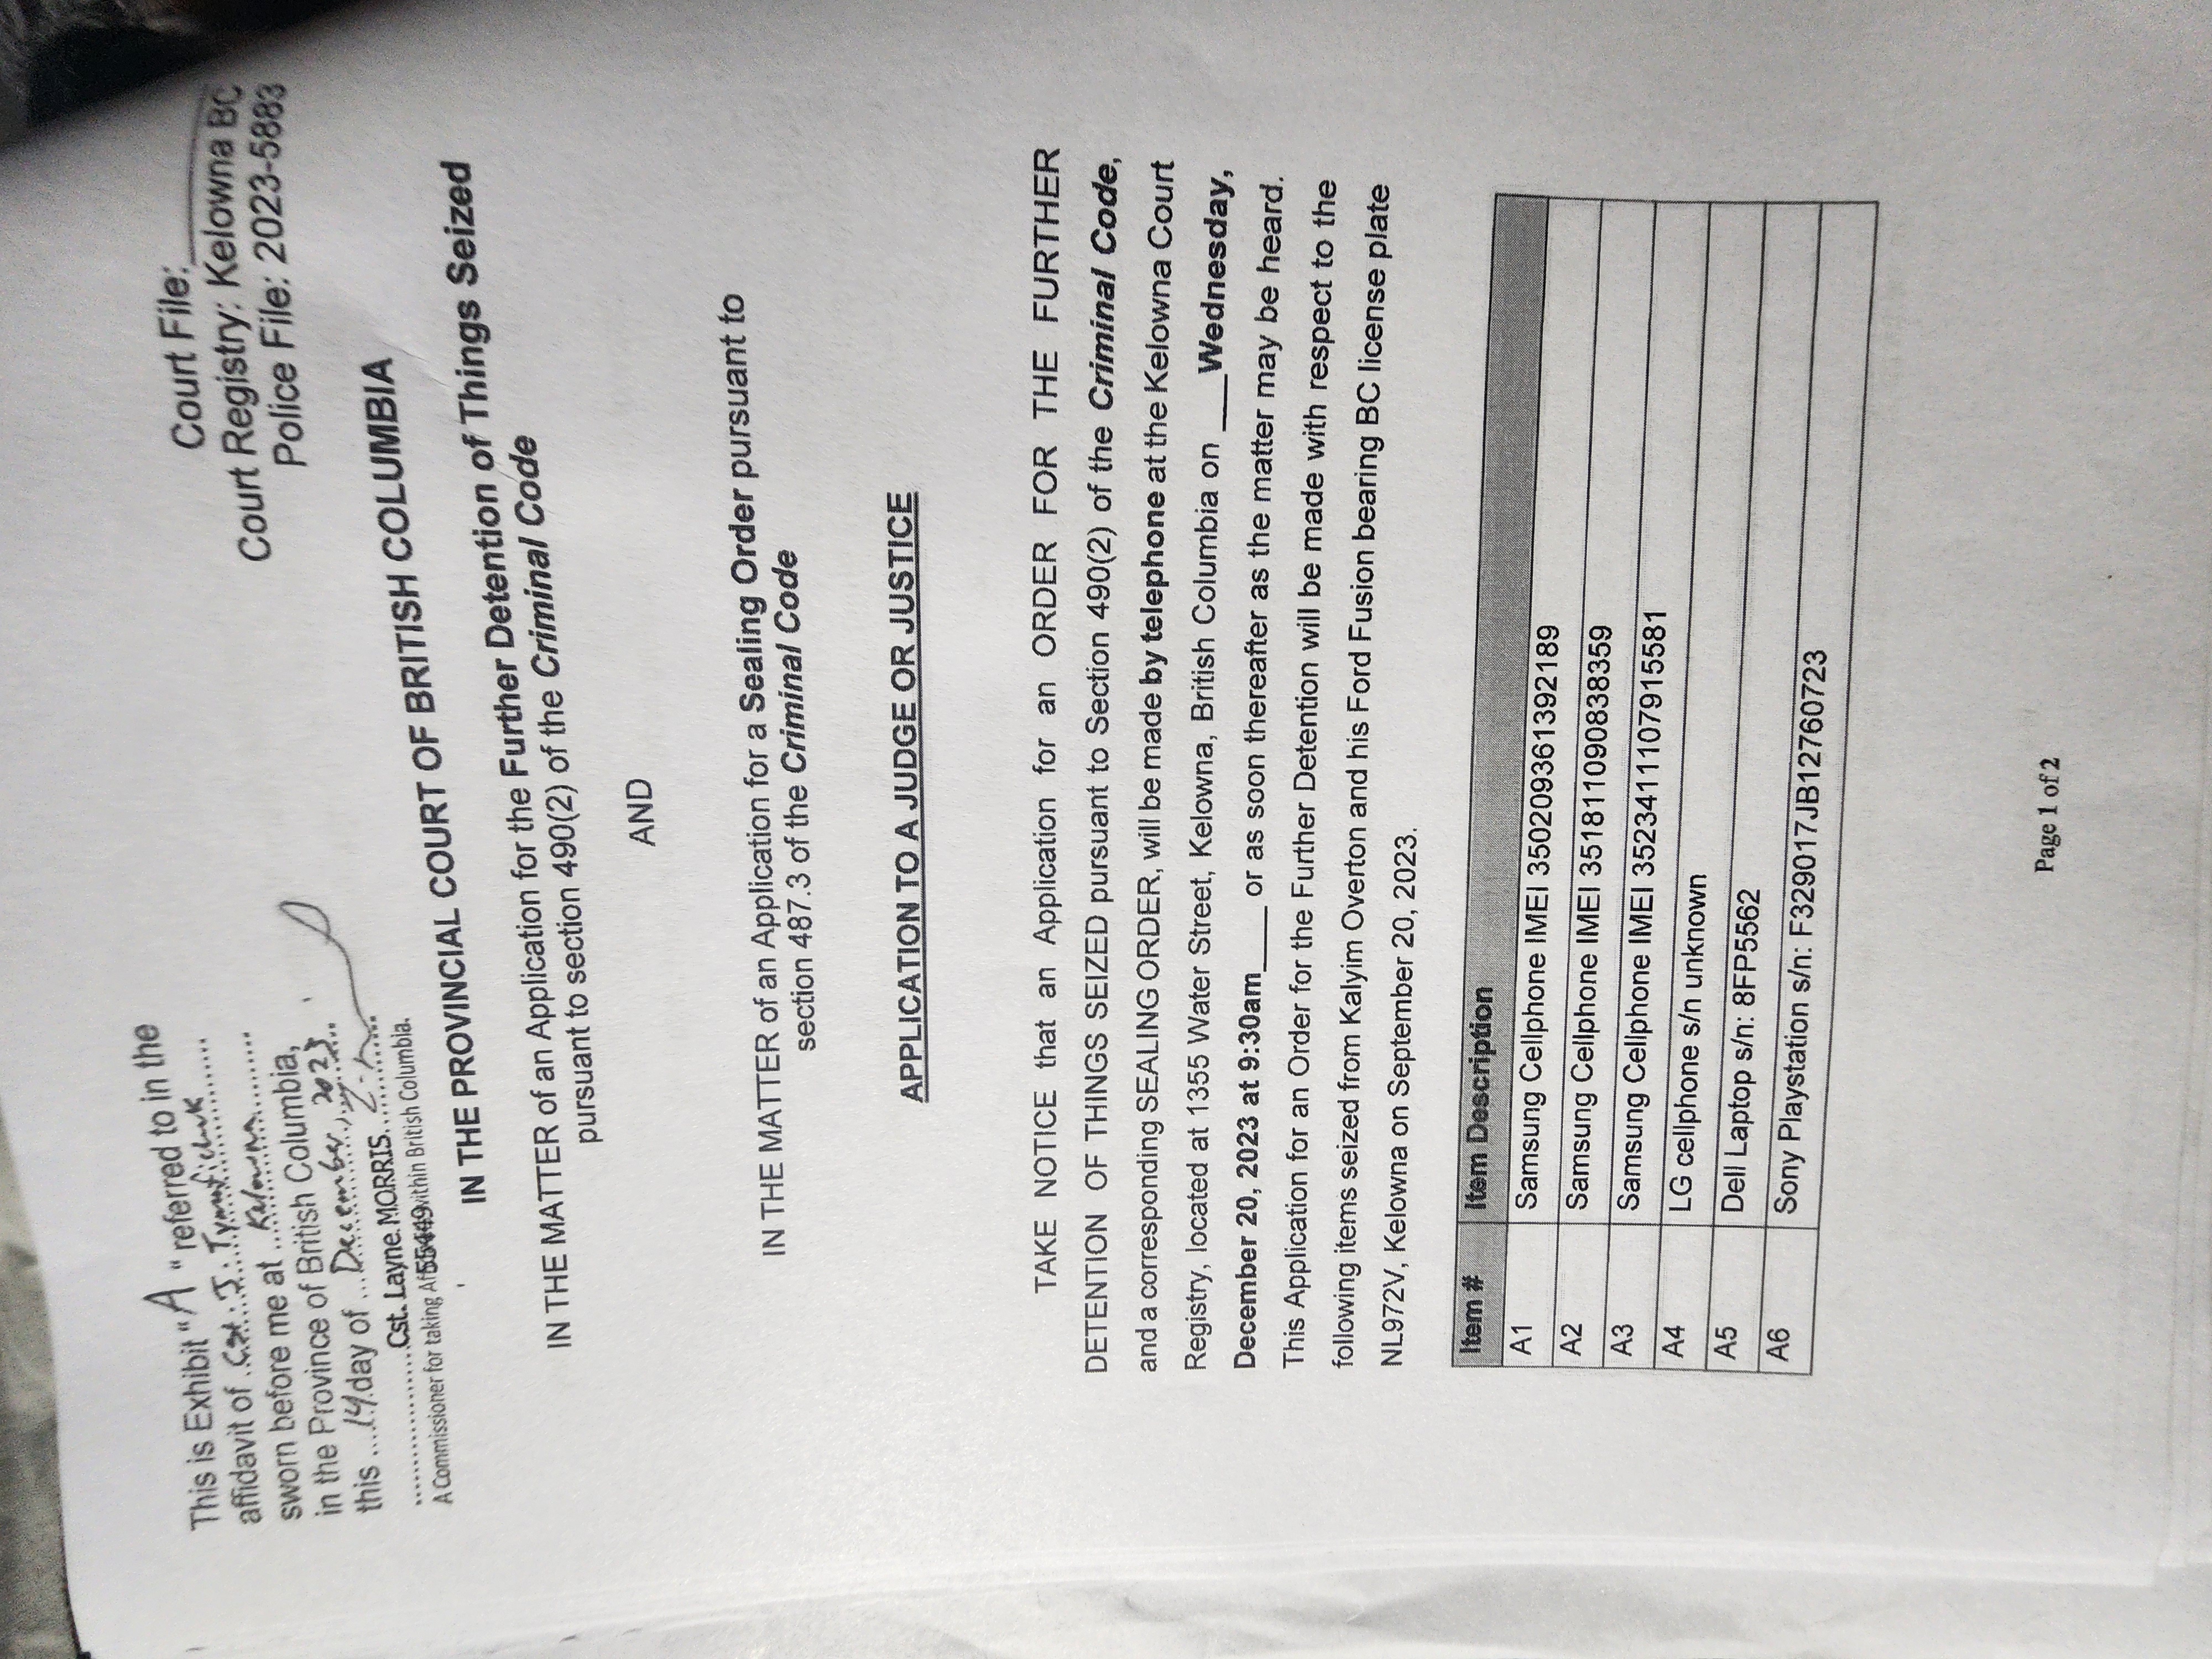 This is Exhibit "A" referred to in the
affidavit of Cst. J.
sworn before me at Kelowna
in the Province of British Columbia,
this 14 day of December, 2023
Cst. Layne MORRIS
55449
A Commissioner for taking within British Columbia.
Court File:
Court Registry: Kelowna BC
Police File: 2023-5883
IN THE PROVINCIAL COURT OF BRITISH COLUMBIA
IN THE MATTER of an Application for the Further Detention of Things Seized
pursuant to section 490(2) of the Criminal Code
AND
IN THE MATTER of an Application for a Sealing Order pursuant to
section 487.3 of the Criminal Code
APPLICATION TO A JUDGE OR JUSTICE
TAKE NOTICE that an Application for an ORDER FOR THE FURTHER
DETENTION OF THINGS SEIZED pursuant to Section 490(2) of the Criminal Code,
and a corresponding SEALING ORDER, will be made by telephone at the Kelowna Court
Registry, located at 1355 Water Street, Kelowna, British Columbia on ___Wednesday,
December 20, 2023 at 9:30am____ or as soon thereafter as the matter may be heard.
This Application for an Order for the Further Detention will be made with respect to the
following items seized from Kalyim Overton and his Ford Fusion bearing BC license plate
NL972V, Kelowna on September 20, 2023.
Item # Item Description
A1 Samsung Cellphone IMEI 350209361392189
A2 Samsung Cellphone IMEI 351811090838359
A3 Samsung Cellphone IMEI 3523411107915581
A4 LG cellphone s/n unknown
A5 Dell Laptop s/n: 8FP5562
A6 Sony Playstation s/n: F329017JB12760723
Page 1 of 2